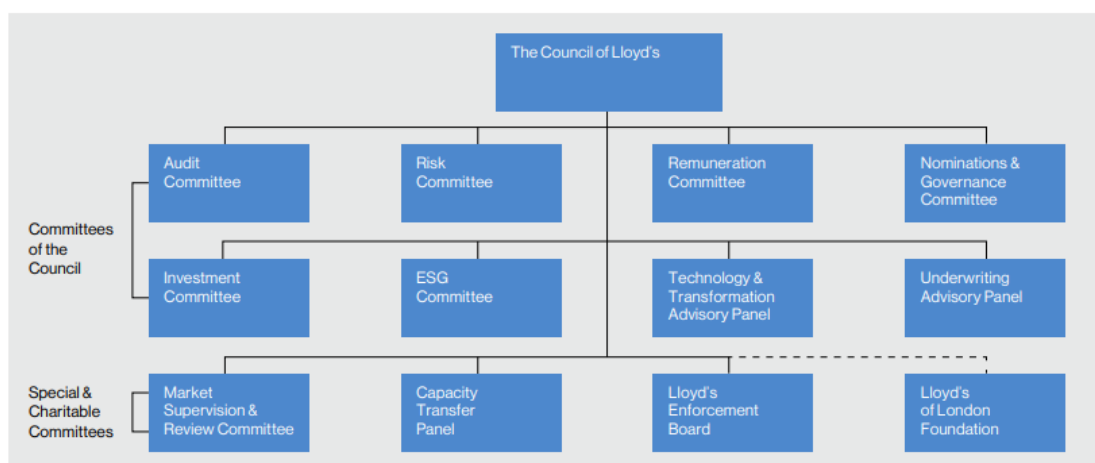 The Council of Lloyd's
Audit
Committee
Risk
Committee
Remuneration
Committee
Nominations &
Governance
Committee
Committees
of the
Council
Investment
Committee
ESG
Committee
Technology &
Transformation
Advisory Panel
Underwriting
Advisory Panel
Special &
Charitable
Committees
Market
Supervision &
Review Committee
Capacity
Transfer
Panel
Lloyd's
Enforcement
Board
Lloyd's
of London
Foundation